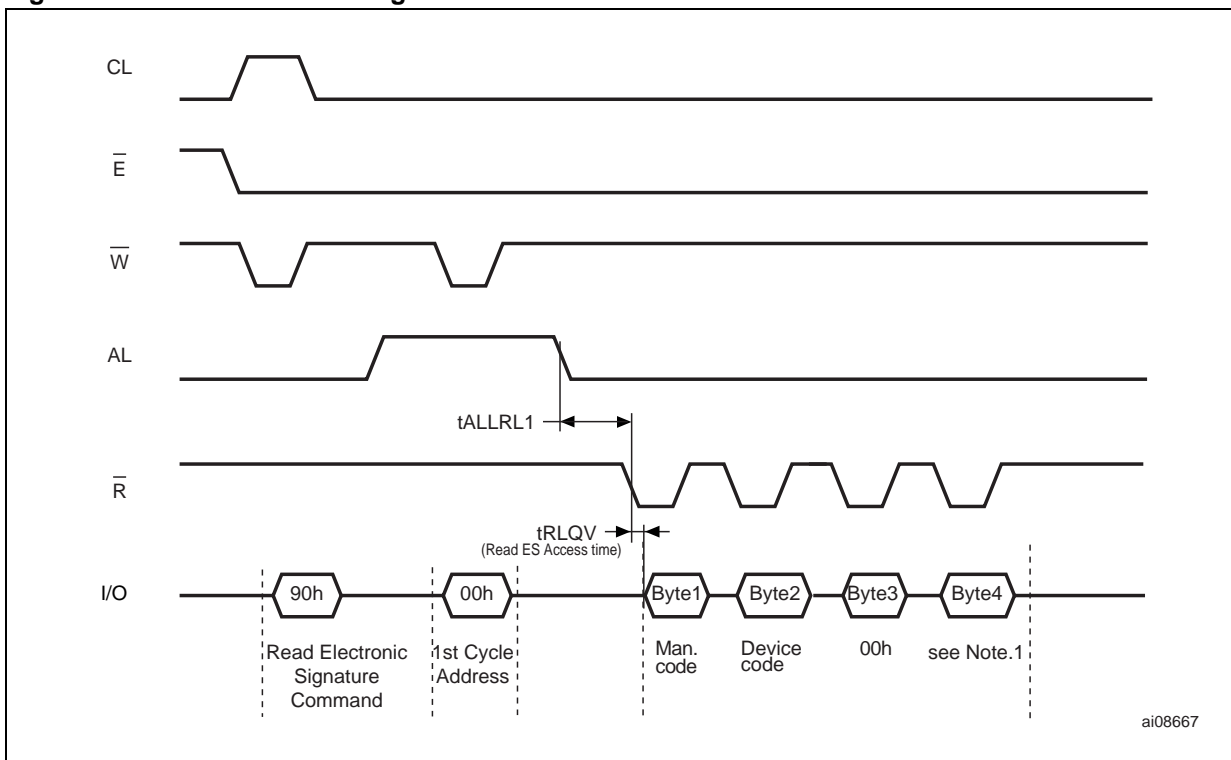 CL
E
W
AL
tALLRL1
R
tRLQV
(Read ES Access time)
I/O
90h
00h
Byte1
Byte2
Byte3
Byte4
Read Electronic
Signature
Command
1st Cycle
Address
Man.
code
Device
code
00h
see Note.1
ai08667